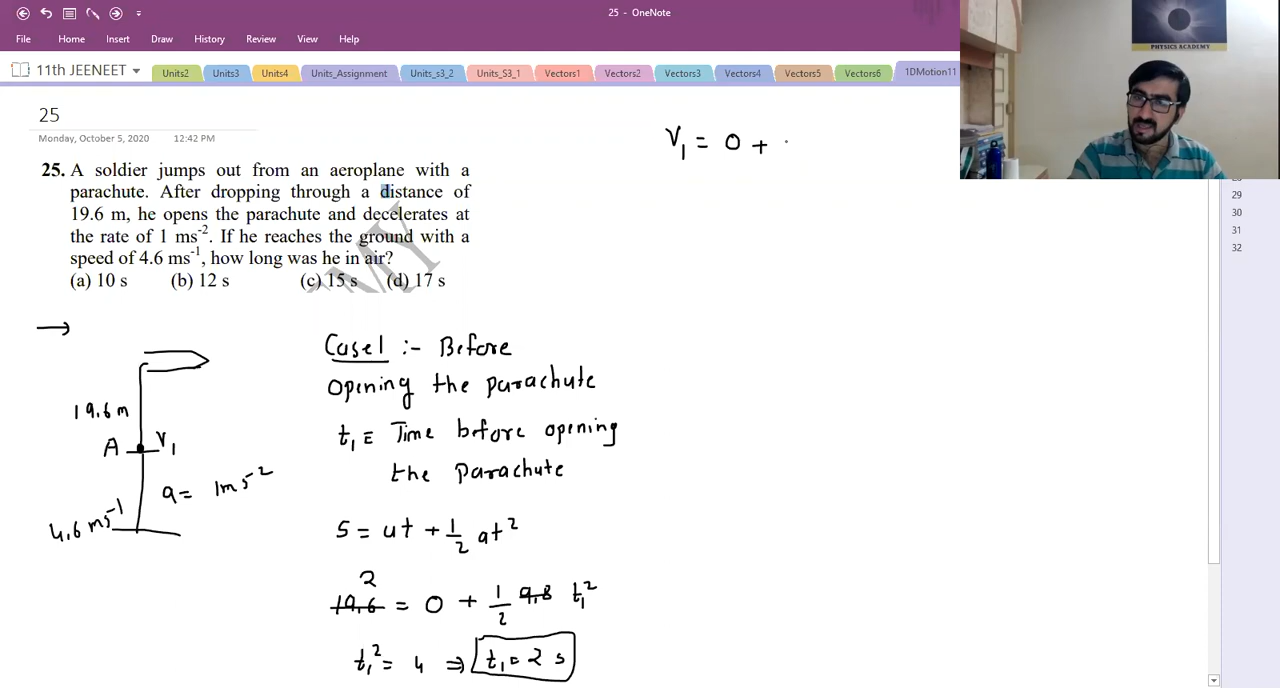 25 - OneNote
File Home Insert Draw History Review View Help
11th JEENEET Units2 Units3 Units4 Units_Assignment Units_s3_2 Units_S3_1 Vectors1 Vectors2 Vectors3 Vectors4 Vectors5 Vectors6 1DMotion11
PHYSICS ACADEMY
25
Monday, October 5, 2020 12:42 PM
25. A soldier jumps out from an aeroplane with a
parachute. After dropping through a distance of
19.6 m, he opens the parachute and decelerates at
the rate of 1 ms⁻². If he reaches the ground with a
speed of 4.6 ms⁻¹, how long was he in air?
(a) 10 s (b) 12 s (c) 15 s (d) 17 s
19.6 m
A V₁
a = 1ms⁻²
4.6 ms⁻¹
Case1 :- Before
opening the parachute
t₁ ≡ Time before opening
the parachute
S = ut + 1/2 at²
2
19.6 = 0 + 1/2 9.8 t₁²
t₁² = 4 ⇒ t₁ = 2 s
V₁ = 0 +
29
30
31
32